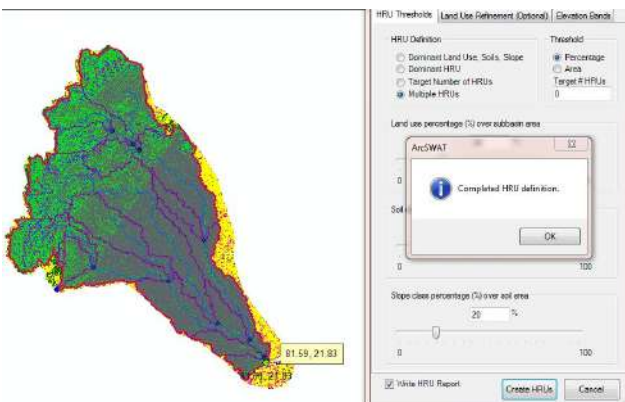 HRU Thresholds Land Use Refinement (Optional) Elevation Bands
HRU Definition
Dominant Land Use, Soils, Slope
Dominant HRU
Target Number of HRUs
Multiple HRUs
Threshold
Percentage
Area
Target # HRUs
0
Land use percentage (%) over subbasin area
ArcSWAT
0
Completed HRU definition.
OK
Soil
0 100
Slope class percentage (%) over soil area
20 %
0 100
Write HRU Report
Create HRUs Cancel
81.59, 21.83